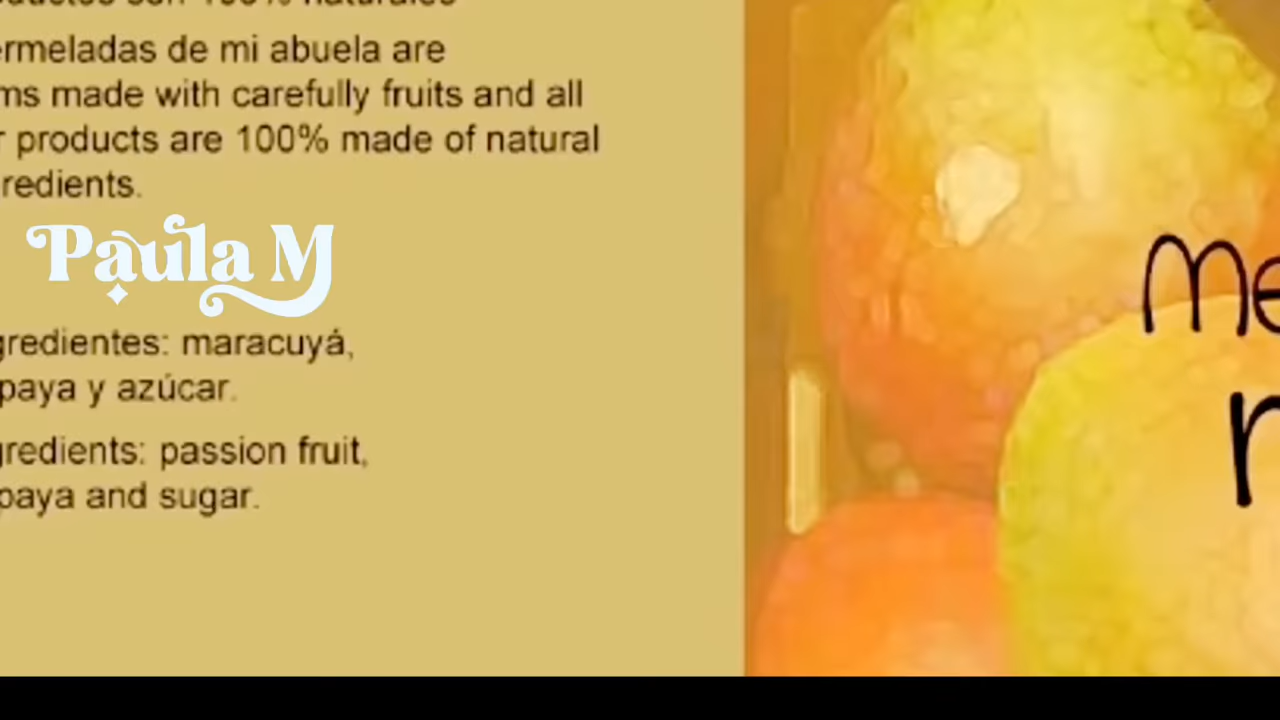 ermeladas de mi abuela are
ms made with carefully fruits and all
r products are 100% made of natural
redients.
Paula M
gredientes: maracuyá,
paya y azúcar.
gredients: passion fruit,
paya and sugar.
me
r